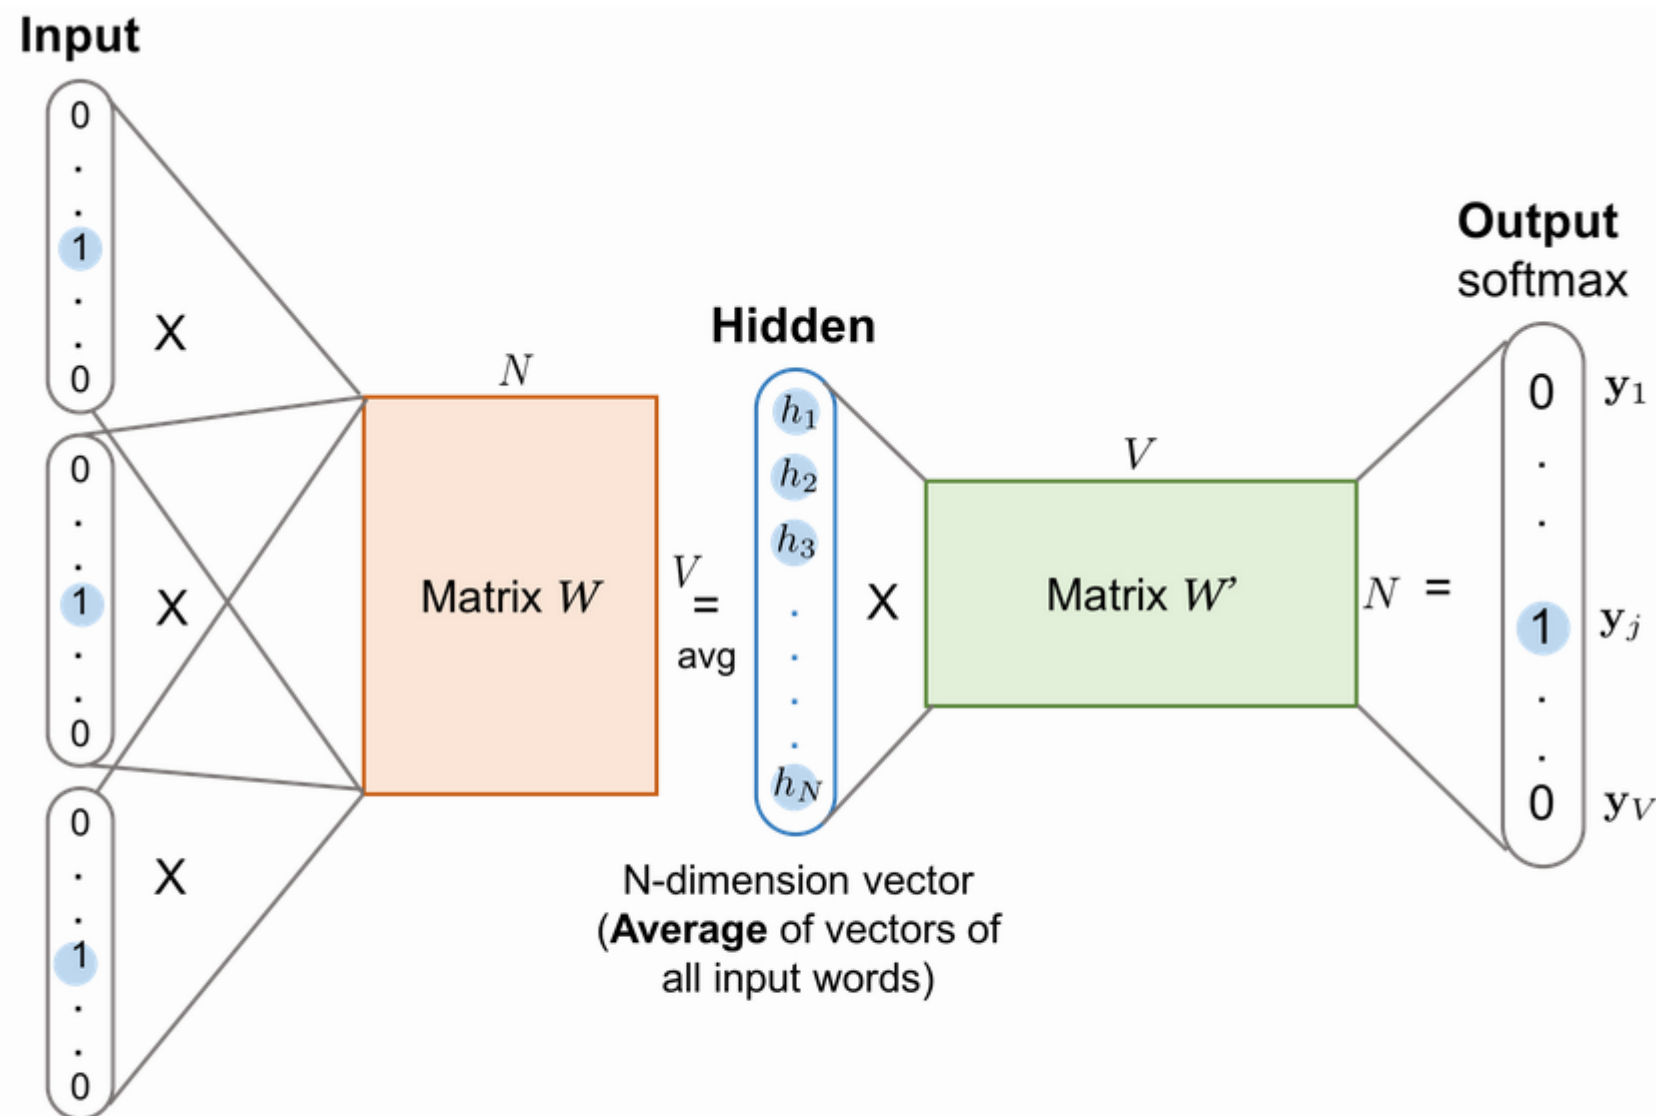 Input
0
.
.
1
.
.
0
X
0
.
.
1
.
.
0
X
0
.
.
1
.
.
0
X
N
Matrix W
V
=
avg
Hidden
h1
h2
h3
.
.
.
.
hN
N-dimension vector
(Average of vectors of
all input words)
X
V
Matrix W’
N =
Output
softmax
0 y1
.
.
1 yj
.
.
0 yV